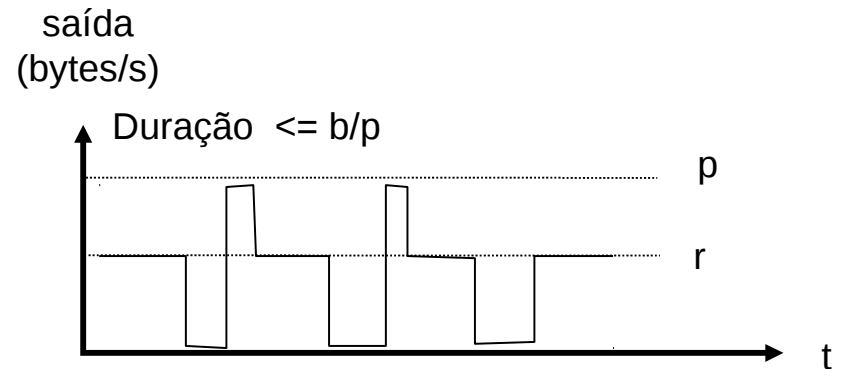 saída
(bytes/s)
Duração <= b/p
p
r
t